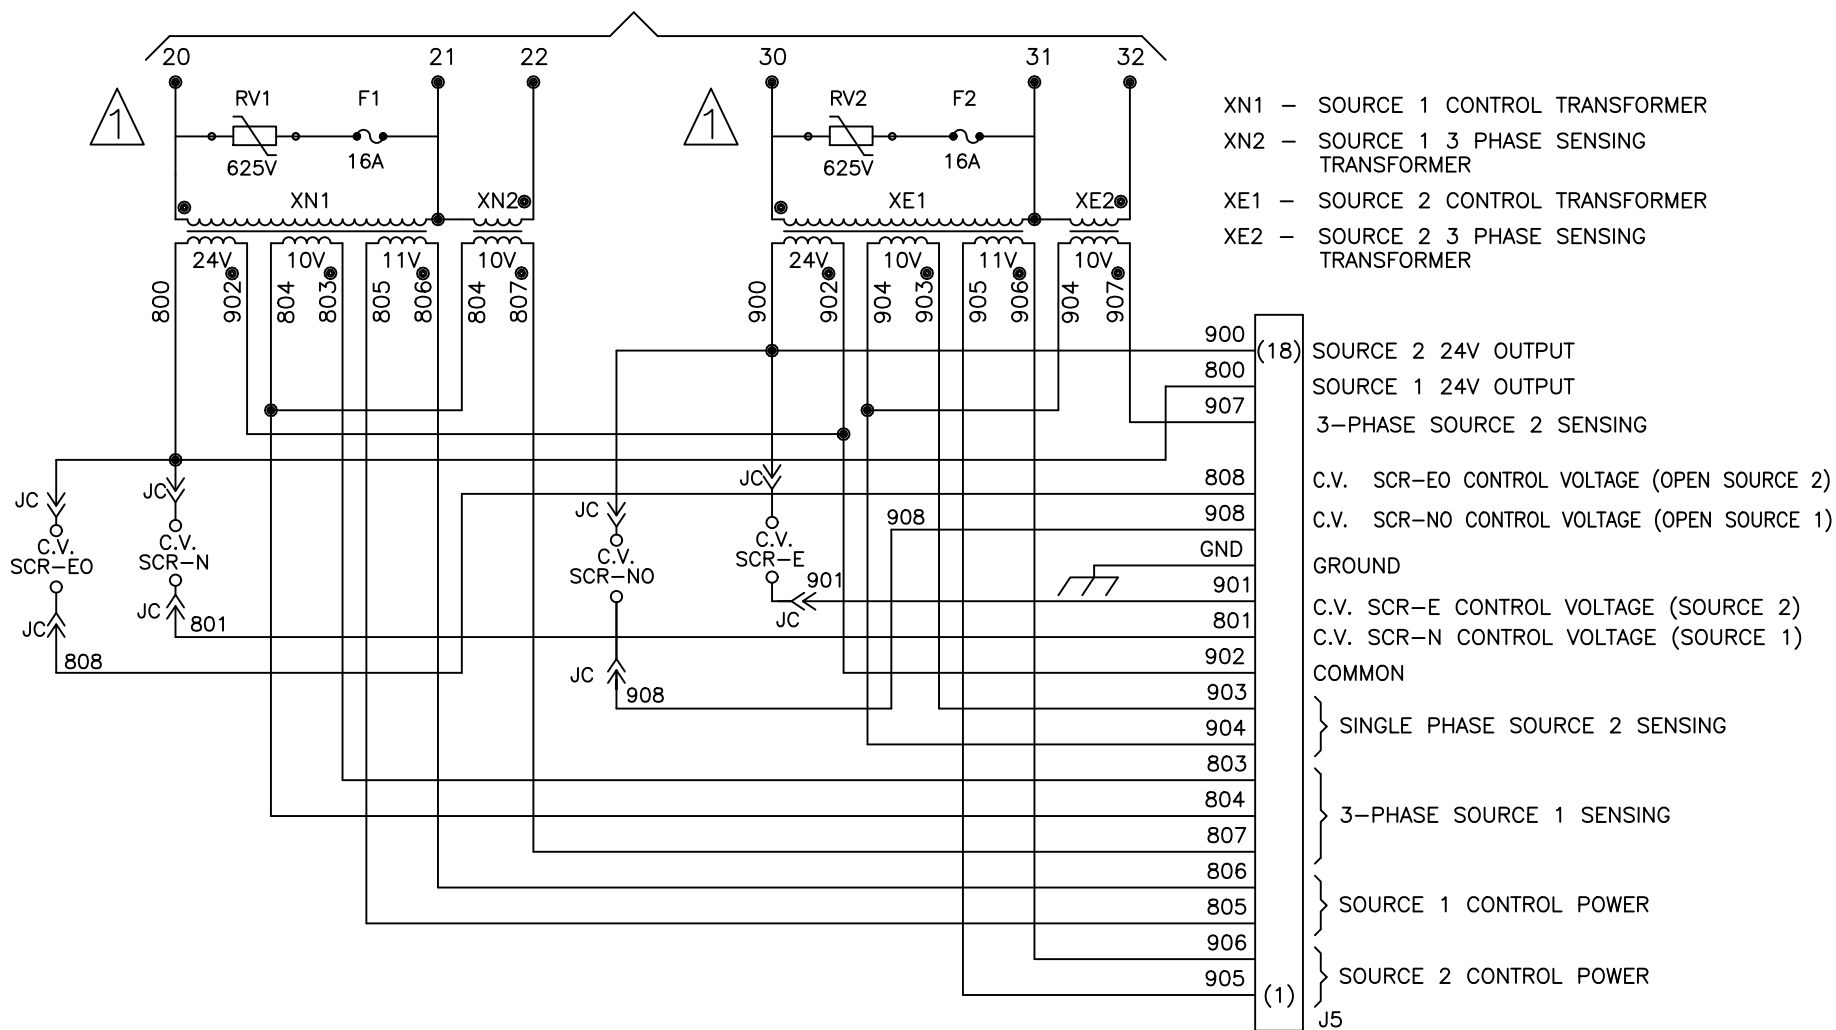 20 21 22 30 31 32
1 RV1 F1 1 RV2 F2
625V 16A 625V 16A
XN1 XN2 XE1 XE2
XN1 – SOURCE 1 CONTROL TRANSFORMER
XN2 – SOURCE 1 3 PHASE SENSING
TRANSFORMER
XE1 – SOURCE 2 CONTROL TRANSFORMER
XE2 – SOURCE 2 3 PHASE SENSING
TRANSFORMER
24V 10V 11V 10V 24V 10V 11V 10V
800 902 804 803 805 806 804 807 900 902 904 903 905 906 904 907
900 (18) SOURCE 2 24V OUTPUT
800 SOURCE 1 24V OUTPUT
907 3–PHASE SOURCE 2 SENSING
808 C.V. SCR–EO CONTROL VOLTAGE (OPEN SOURCE 2)
908 908 C.V. SCR–NO CONTROL VOLTAGE (OPEN SOURCE 1)
GND GROUND
901 C.V. SCR–E CONTROL VOLTAGE (SOURCE 2)
801 C.V. SCR–N CONTROL VOLTAGE (SOURCE 1)
902 COMMON
903
904 SINGLE PHASE SOURCE 2 SENSING
803
804 3–PHASE SOURCE 1 SENSING
807
806
805 SOURCE 1 CONTROL POWER
906
905 SOURCE 2 CONTROL POWER
(1)
J5
JC
C.V.
SCR–EO
JC
808
JC
C.V.
SCR–N
JC
801
JC
C.V.
SCR–NO
JC
908
JC
C.V.
SCR–E
901
JC